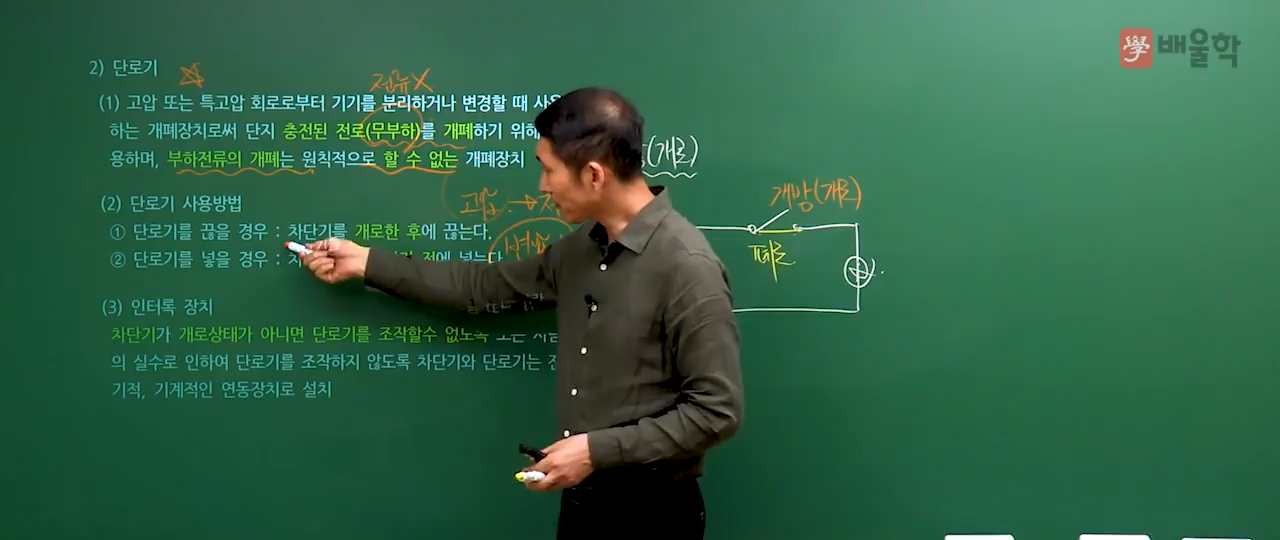 學 배울학
2) 단로기
전류 X
(1) 고압 또는 특고압 회로로부터 기기를 분리하거나 변경할 때
하는 개폐장치로써 단지 충전된 전로(무부하)를 개폐하기
용하며, 부하전류의 개폐는 원칙적으로 할 수 없는 개폐장치
(개로)
개방(개로)
(2) 단로기 사용방법
고압 →
① 단로기를 끊을 경우 : 차단기를 개로한 후에 끊는다.
폐로
② 단로기를 넣을 경우 : 전에 넣는다
(3) 인터록 장치
차단기가 개로상태가 아니면 단로기를 조작할수 없도록
의 실수로 인하여 단로기를 조작하지 않도록 차단기와 단로기는
기적, 기계적인 연동장치로 설치